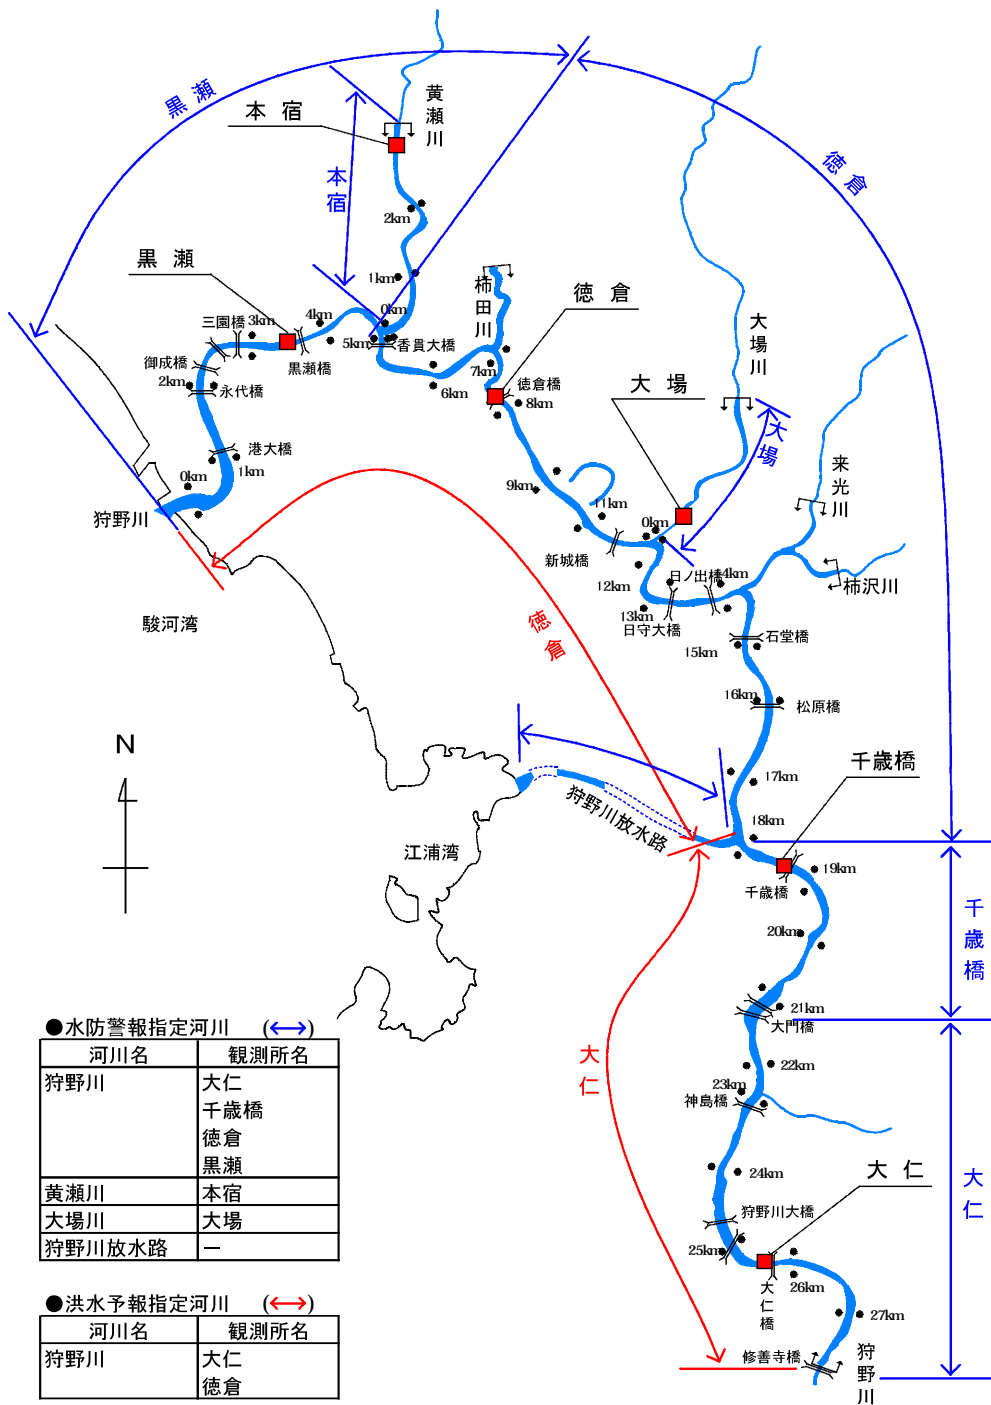 黒瀬
本宿
黄瀬川
本宿
徳倉
2km
黒瀬
1km
柿田川
徳倉
三園橋
3km
4km
0km
大場川
5km
香貫大橋
御成橋
黒瀬橋
7km
徳倉橋
大場
2km
永代橋
6km
8km
大場
港大橋
来光川
0km
1km
9km
11km
狩野川
0km
新城橋
日ノ出橋
14km
12km
柿沢川
13km
駿河湾
徳倉
日守大橋
石堂橋
15km
16km
松原橋
N
千歳橋
17km
狩野川放水路
18km
江浦湾
19km
千歳橋
千歳橋
20km
21km
大門橋
●水防警報指定河川 (↔)
河川名 観測所名
狩野川 大仁
千歳橋
徳倉
黒瀬
黄瀬川 本宿
大場川 大場
狩野川放水路 ー
大仁
22km
23km
神島橋
24km
大仁
大仁
狩野川大橋
25km
26km
大仁橋
27km
●洪水予報指定河川 (↔)
河川名 観測所名
狩野川 大仁
徳倉
修善寺橋
狩野川